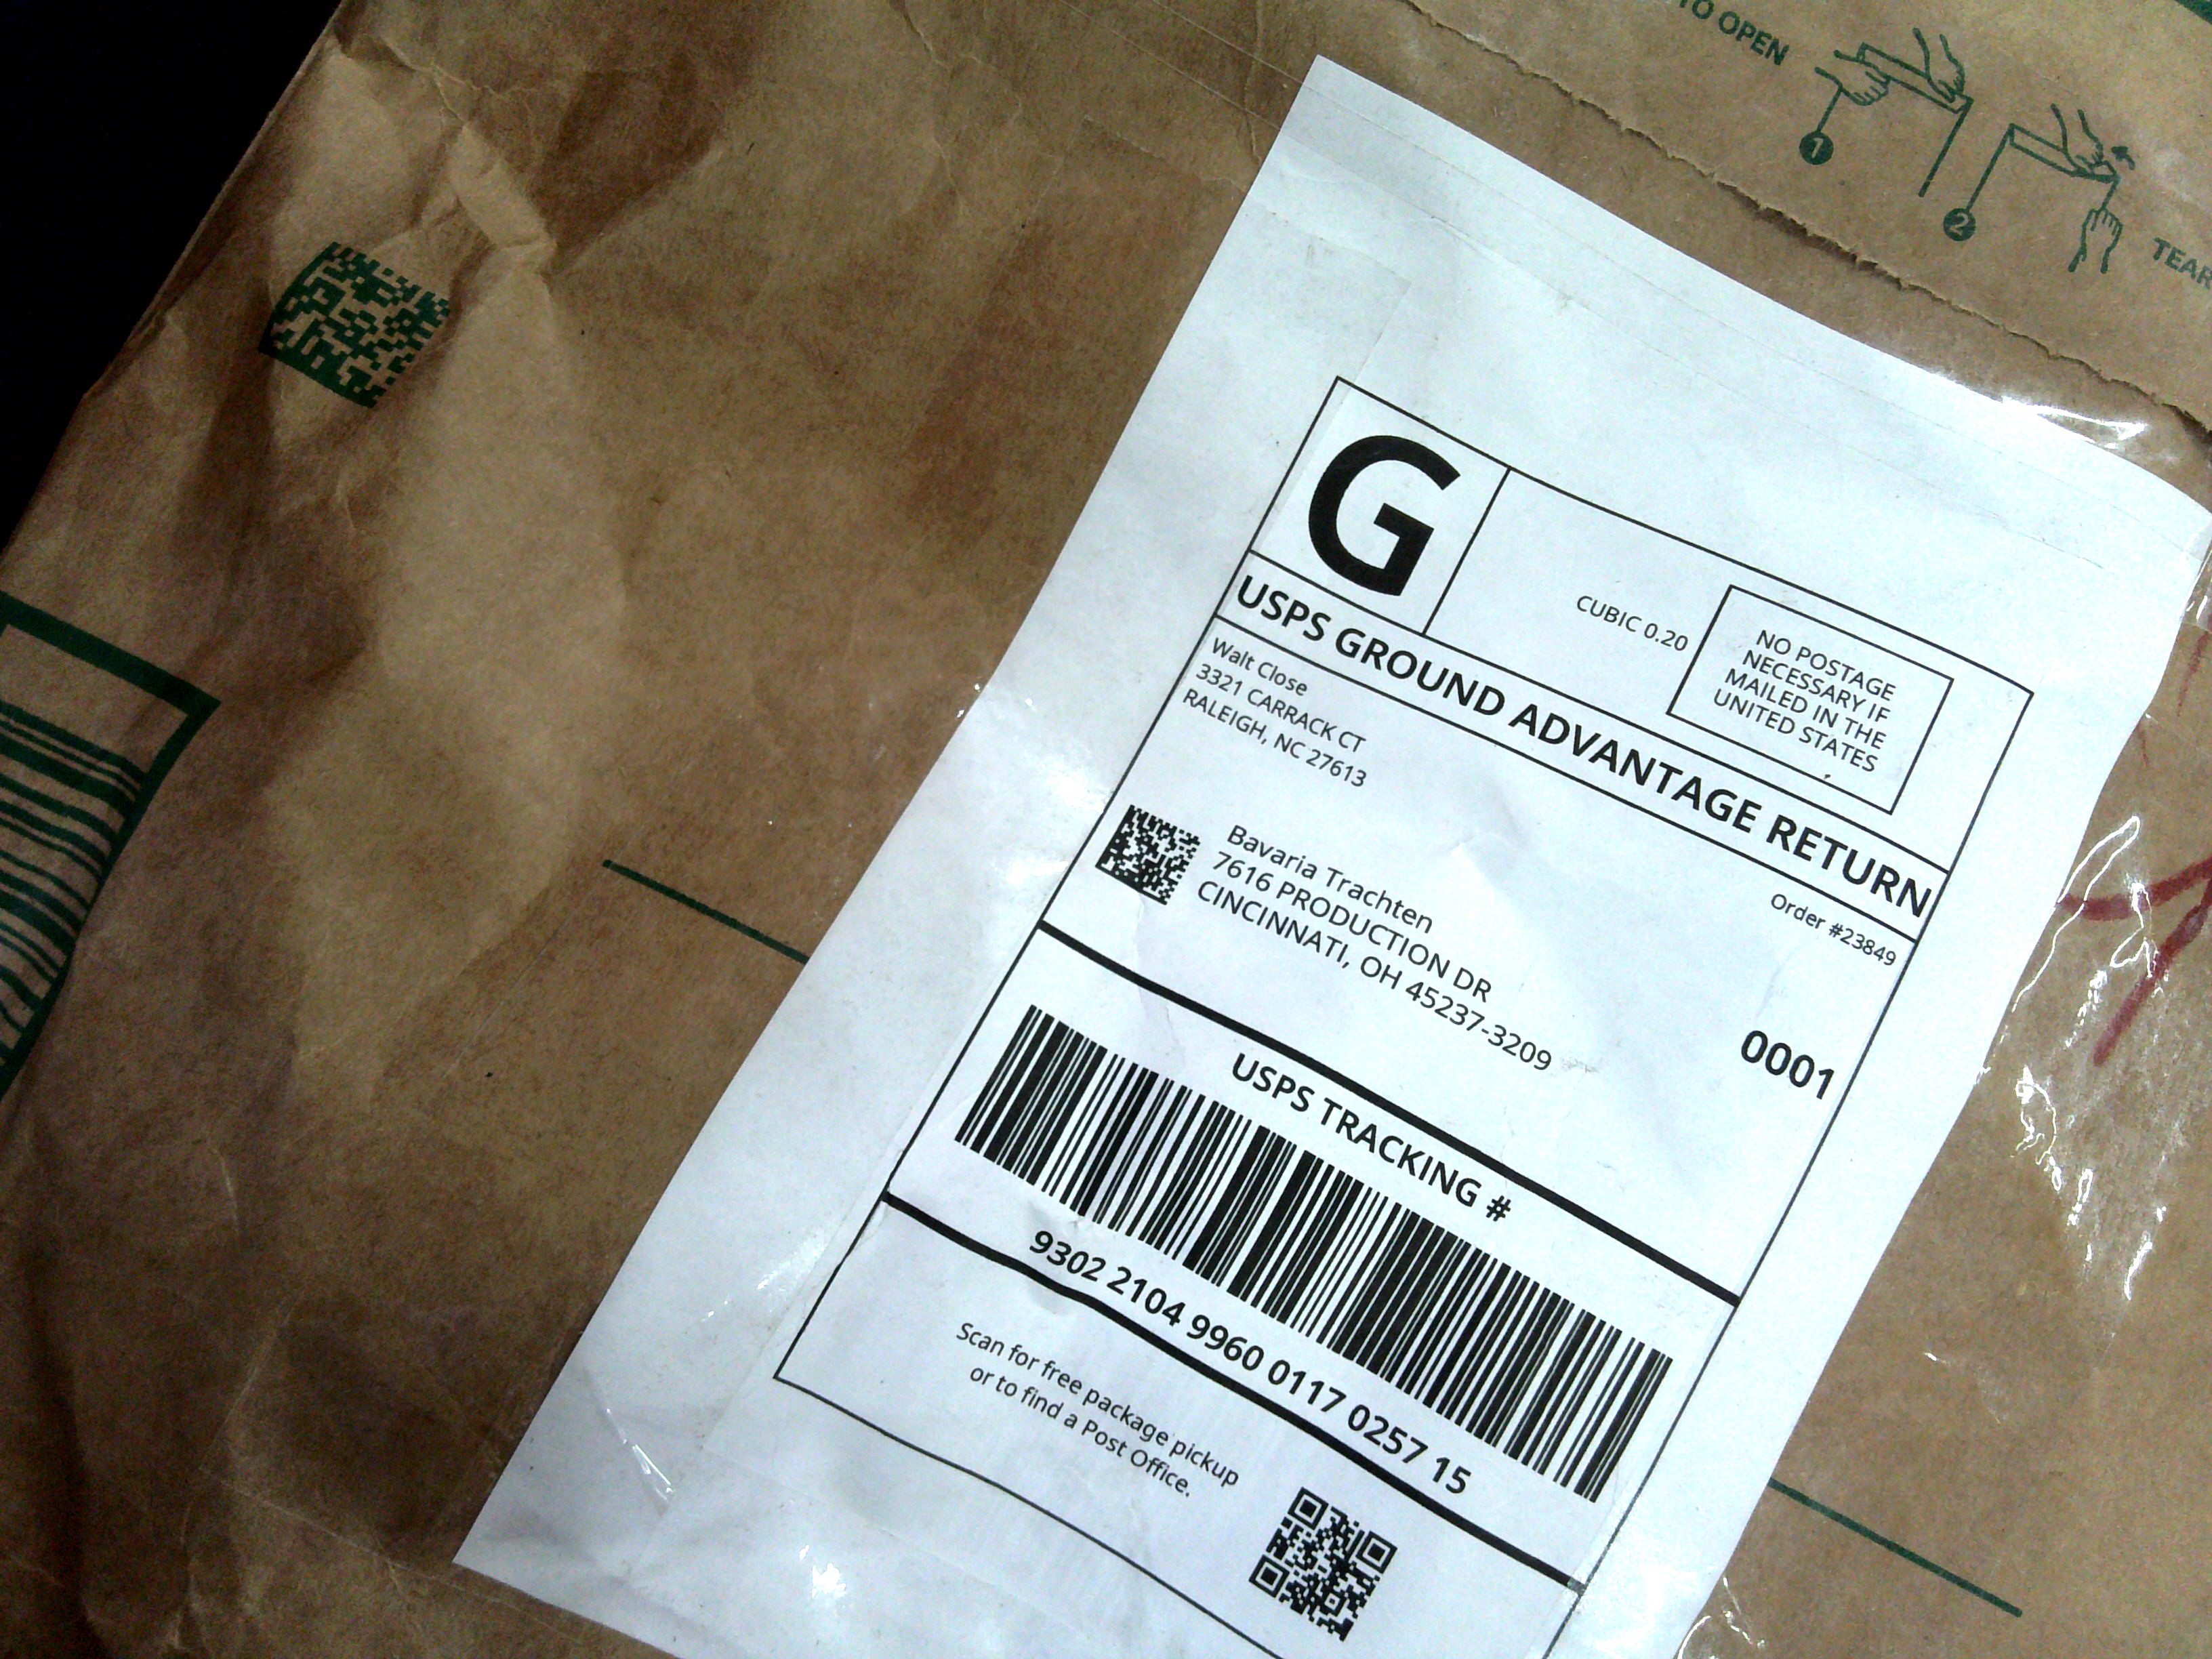 TO OPEN
1
2
TEAR
G
CUBIC 0.20
NO POSTAGE
NECESSARY IF
MAILED IN THE
UNITED STATES
USPS GROUND ADVANTAGE RETURN
Walt Close
3321 CARRACK CT
RALEIGH, NC 27613
Order #23849
Bavaria Trachten
7616 PRODUCTION DR
CINCINNATI, OH 45237-3209
0001
USPS TRACKING #
9302 2104 9960 0117 0257 15
Scan for free package pickup
or to find a Post Office.